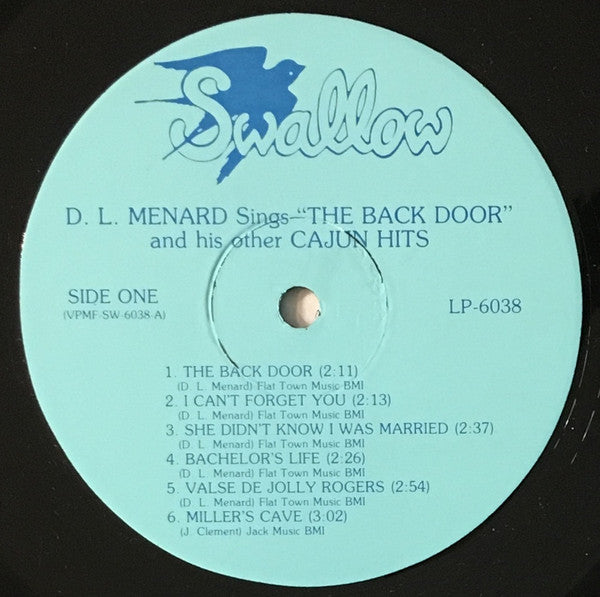 Swallow
D. L. MENARD Sings–"THE BACK DOOR"
and his other CAJUN HITS
SIDE ONE
(VPMF-SW-6038-A)
LP-6038
1. THE BACK DOOR (2:11)
(D. L. Menard) Flat Town Music BMI
2. I CAN'T FORGET YOU (2:13)
(D. L. Menard) Flat Town Music BMI
3. SHE DIDN'T KNOW I WAS MARRIED (2:37)
(D. L. Menard) Flat Town Music BMI
4. BACHELOR'S LIFE (2:26)
(D. L. Menard) Flat Town Music BMI
5. VALSE DE JOLLY ROGERS (2:54)
(D. L. Menard) Flat Town Music BMI
6. MILLER'S CAVE (3:02)
(J. Clement) Jack Music BMI